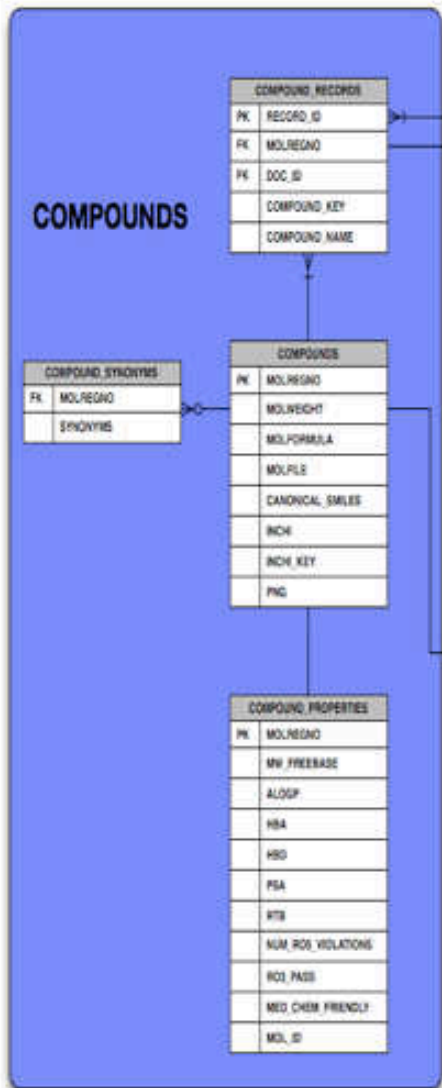 COMPOUND_RECORDS
PK RECORD_ID
FK MOLREGNO
FK DOC_ID
COMPOUND_KEY
COMPOUND_NAME
COMPOUNDS
COMPOUNDS
PK MOLREGNO
MOLWEIGHT
MOLFORMULA
MOLFILE
CANONICAL_SMILES
INCHI
INCHI_KEY
PNG
COMPOUND_SYNONYMS
FK MOLREGNO
SYNONYMS
COMPOUND_PROPERTIES
PK MOLREGNO
MW_FREEBASE
ALOGP
HBA
HBD
PSA
RTB
NUM_RO5_VIOLATIONS
RO3_PASS
MED_CHEM_FRIENDLY
MOL_ID